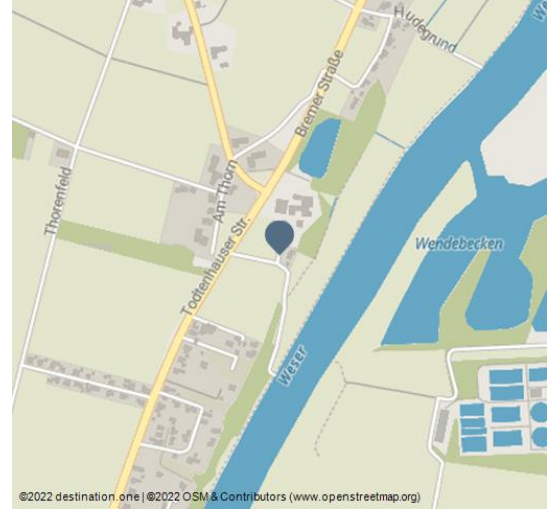 Hudegrund
Bremer Straße
Am Thorn
Thorenfeld
Todtenhauser Str.
Wendebecken
Weser
©2022 destination.one | ©2022 OSM & Contributors (www.openstreetmap.org)